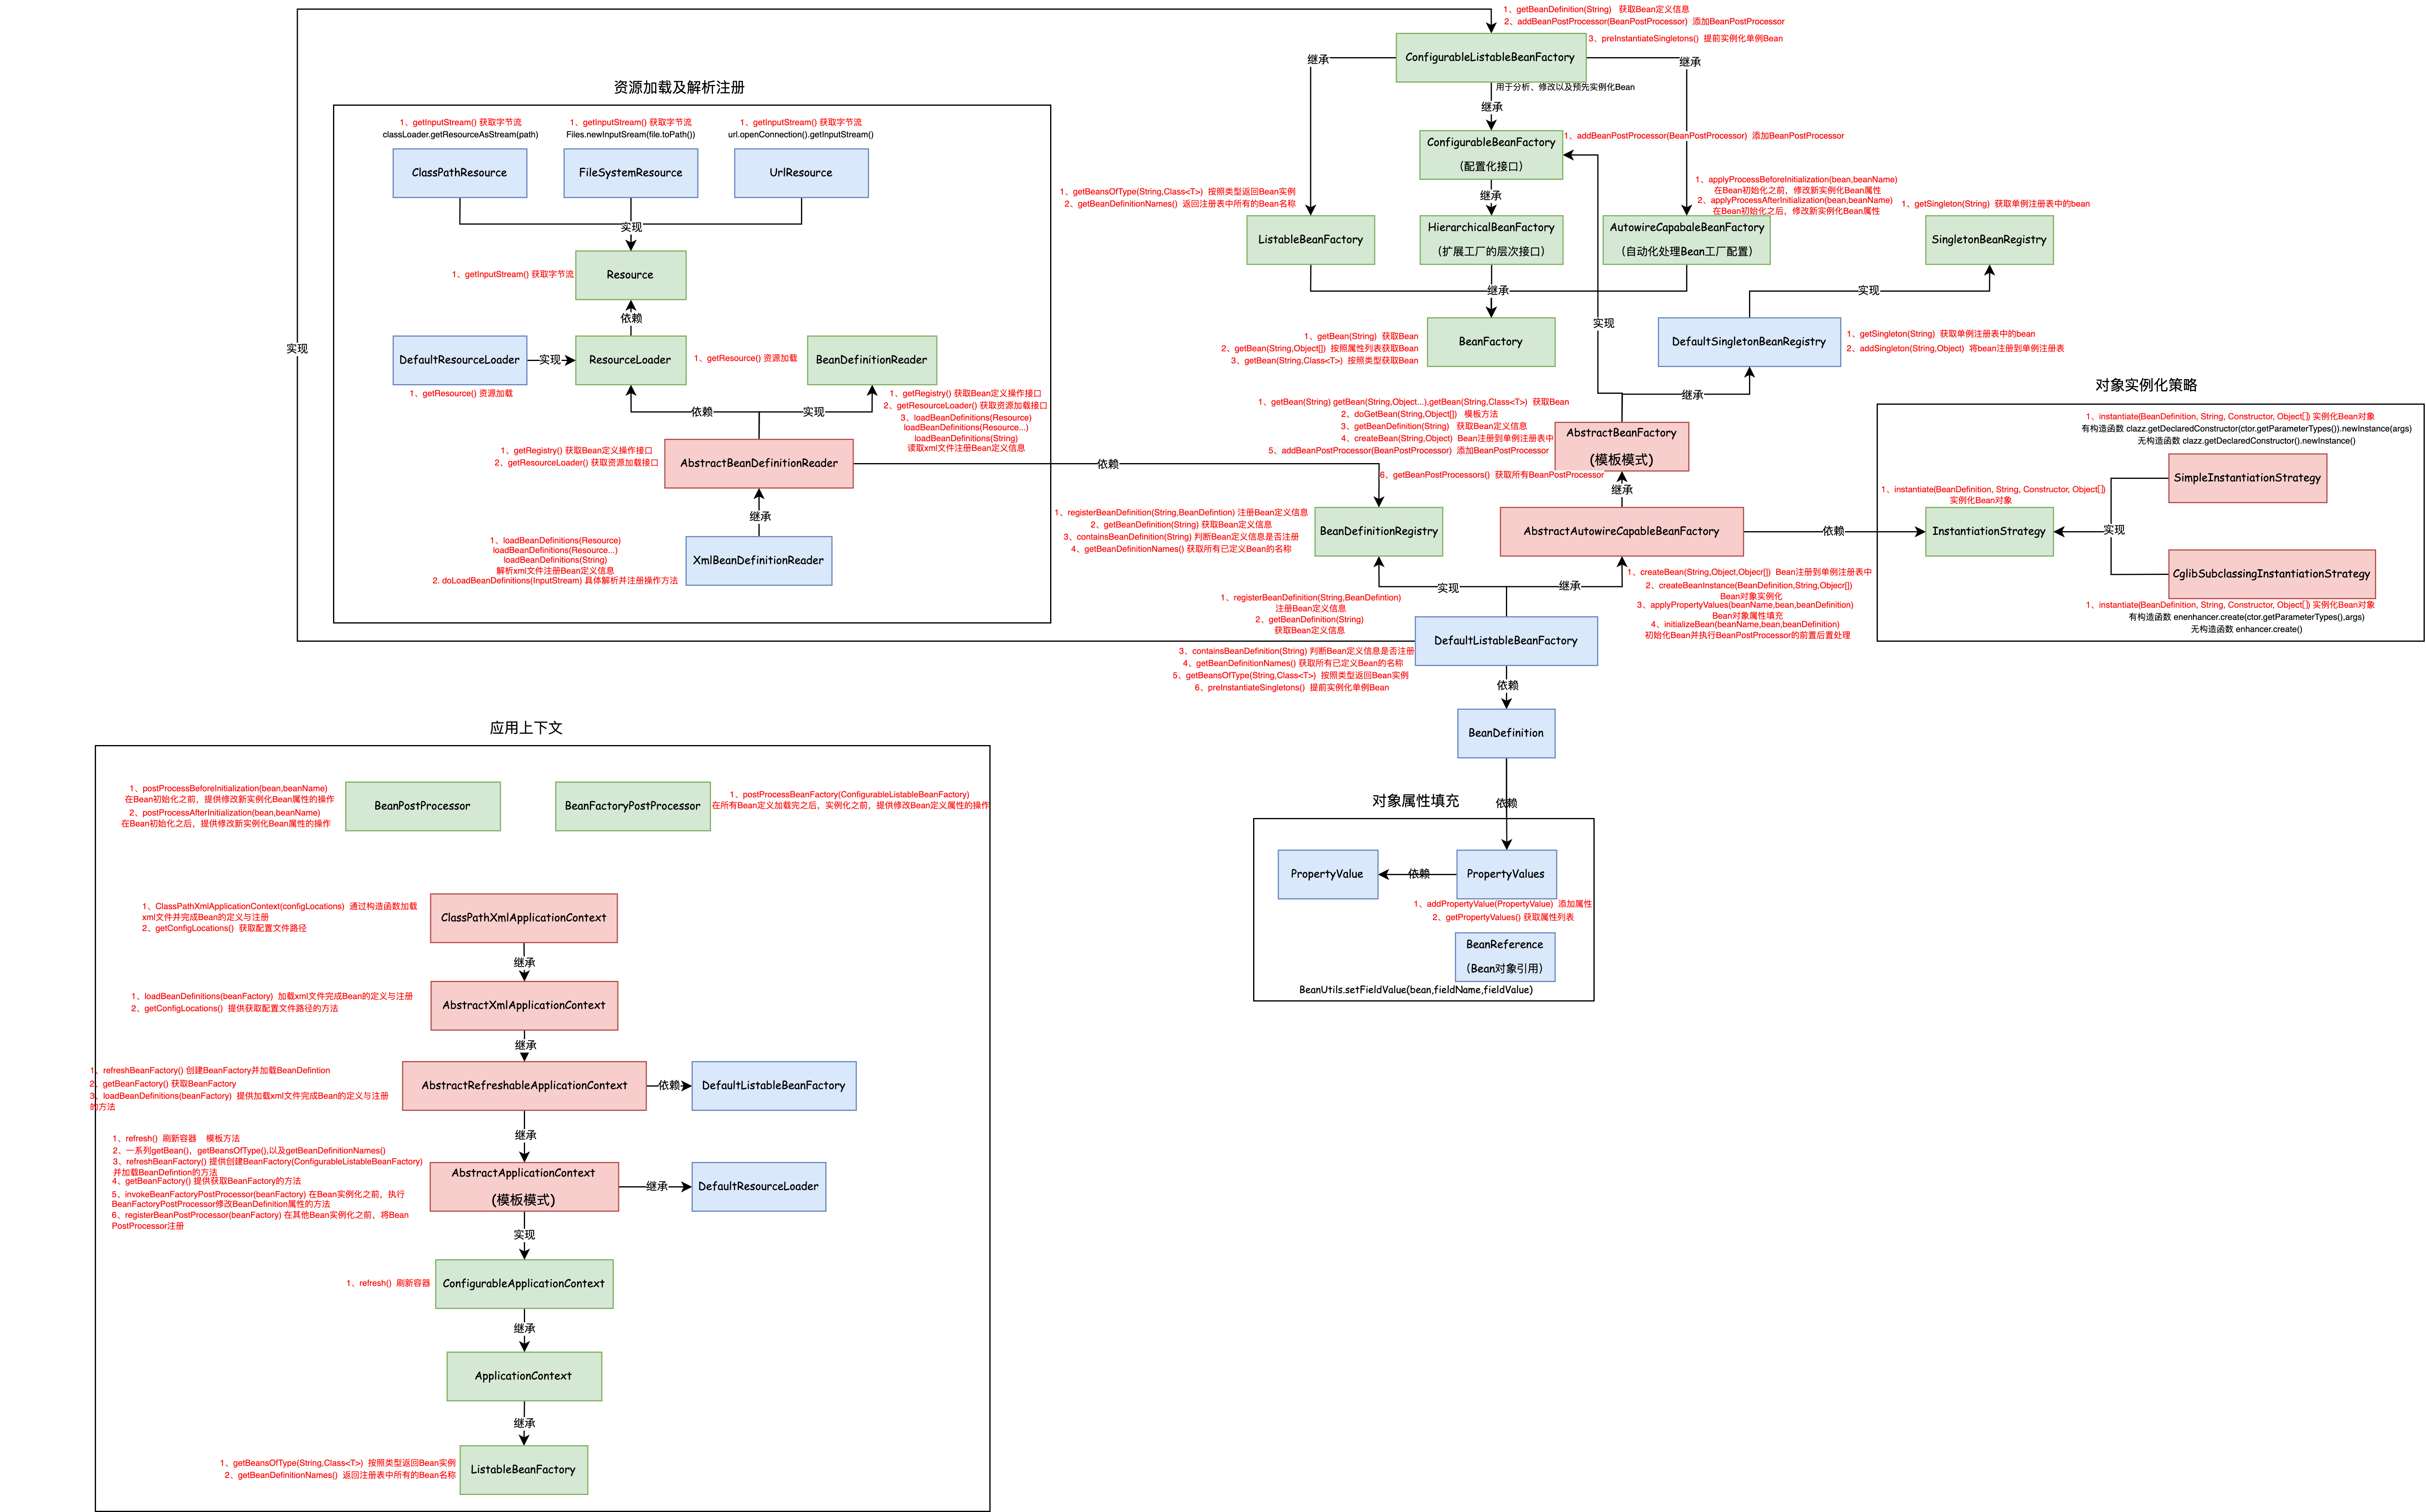 1、getBeanDefinition(String) 获取Bean定义信息
2、addBeanPostProcessor(BeanPostProcessor) 添加BeanPostProcessor
3、preInstantiateSingletons() 提前实例化单例Bean
ConfigurableListableBeanFactory
继承
继承
用于分析、修改以及预先实例化Bean
继承
1、addBeanPostProcessor(BeanPostProcessor) 添加BeanPostProcessor
ConfigurableBeanFactory
（配置化接口）
继承
1、getBeansOfType(String,Class<T>) 按照类型返回Bean实例
2、getBeanDefinitionNames() 返回注册表中所有的Bean名称
ListableBeanFactory
HierarchicalBeanFactory
（扩展工厂的层次接口）
1、applyProcessBeforeInitialization(bean,beanName)
在Bean初始化之前，修改新实例化Bean属性
2、applyProcessAfterInitialization(bean,beanName)
在Bean初始化之后，修改新实例化Bean属性
AutowireCapabaleBeanFactory
（自动化处理Bean工厂配置）
1、getSingleton(String) 获取单例注册表中的bean
SingletonBeanRegistry
继承
实现
实现
1、getBean(String) 获取Bean
2、getBean(String,Object[]) 按照属性列表获取Bean
3、getBean(String,Class<T>) 按照类型获取Bean
BeanFactory
DefaultSingletonBeanRegistry
1、getSingleton(String) 获取单例注册表中的bean
2、addSingleton(String,Object) 将bean注册到单例注册表
继承
1、getBean(String) getBean(String,Object...),getBean(String,Class<T>) 获取Bean
2、doGetBean(String,Object[]) 模板方法
3、getBeanDefinition(String) 获取Bean定义信息
4、createBean(String,Object) Bean注册到单例注册表中
5、addBeanPostProcessor(BeanPostProcessor) 添加BeanPostProcessor
6、getBeanPostProcessors() 获取所有BeanPostProcessor
AbstractBeanFactory
(模板模式)
继承
资源加载及解析注册
1、getInputStream() 获取字节流
classLoader.getResourceAsStream(path)
1、getInputStream() 获取字节流
Files.newInputSream(file.toPath())
1、getInputStream() 获取字节流
url.openConnection().getInputStream()
ClassPathResource
FileSystemResource
UrlResource
实现
1、getInputStream() 获取字节流
Resource
依赖
实现
DefaultResourceLoader
实现
ResourceLoader
1、getResource() 资源加载
BeanDefinitionReader
1、getResource() 资源加载
依赖
实现
1、getRegistry() 获取Bean定义操作接口
2、getResourceLoader() 获取资源加载接口
3、loadBeanDefinitions(Resource)
loadBeanDefinitions(Resource...)
loadBeanDefinitions(String)
读取xml文件注册Bean定义信息
1、getRegistry() 获取Bean定义操作接口
2、getResourceLoader() 获取资源加载接口
AbstractBeanDefinitionReader
依赖
继承
1、loadBeanDefinitions(Resource)
loadBeanDefinitions(Resource...)
loadBeanDefinitions(String)
解析xml文件注册Bean定义信息
2. doLoadBeanDefinitions(InputStream) 具体解析并注册操作方法
XmlBeanDefinitionReader
1、registerBeanDefinition(String,BeanDefintion) 注册Bean定义信息
2、getBeanDefinition(String) 获取Bean定义信息
3、containsBeanDefinition(String) 判断Bean定义信息是否注册
4、getBeanDefinitionNames() 获取所有已定义Bean的名称
BeanDefinitionRegistry
AbstractAutowireCapableBeanFactory
依赖
对象实例化策略
1、instantiate(BeanDefinition, String, Constructor, Object[]) 实例化Bean对象
有构造函数 clazz.getDeclaredConstructor(ctor.getParameterTypes()).newInstance(args)
无构造函数 clazz.getDeclaredConstructor().newInstance()
SimpleInstantiationStrategy
1、instantiate(BeanDefinition, String, Constructor, Object[])
实例化Bean对象
InstantiationStrategy
实现
CglibSubclassingInstantiationStrategy
1、instantiate(BeanDefinition, String, Constructor, Object[]) 实例化Bean对象
有构造函数 enenhancer.create(ctor.getParameterTypes(),args)
无构造函数 enhancer.create()
1、createBean(String,Object,Objecr[]) Bean注册到单例注册表中
2、createBeanInstance(BeanDefinition,String,Objecr[])
Bean对象实例化
3、applyPropertyValues(beanName,bean,beanDefinition)
Bean对象属性填充
4、initializeBean(beanName,bean,beanDefinition)
初始化Bean并执行BeanPostProcessor的前置后置处理
实现
继承
1、registerBeanDefinition(String,BeanDefintion)
注册Bean定义信息
2、getBeanDefinition(String)
获取Bean定义信息
3、containsBeanDefinition(String) 判断Bean定义信息是否注册
4、getBeanDefinitionNames() 获取所有已定义Bean的名称
5、getBeansOfType(String,Class<T>) 按照类型返回Bean实例
6、preInstantiateSingletons() 提前实例化单例Bean
DefaultListableBeanFactory
依赖
BeanDefinition
依赖
对象属性填充
PropertyValue
依赖
PropertyValues
1、addPropertyValue(PropertyValue) 添加属性
2、getPropertyValues() 获取属性列表
BeanReference
（Bean对象引用）
BeanUtils.setFieldValue(bean,fieldName,fieldValue)
应用上下文
1、postProcessBeforeInitialization(bean,beanName)
在Bean初始化之前，提供修改新实例化Bean属性的操作
2、postProcessAfterInitialization(bean,beanName)
在Bean初始化之后，提供修改新实例化Bean属性的操作
BeanPostProcessor
BeanFactoryPostProcessor
1、postProcessBeanFactory(ConfigurableListableBeanFactory)
在所有Bean定义加载完之后，实例化之前，提供修改Bean定义属性的操作
1、ClassPathXmlApplicationContext(configLocations) 通过构造函数加载
xml文件并完成Bean的定义与注册
2、getConfigLocations() 获取配置文件路径
ClassPathXmlApplicationContext
继承
1、loadBeanDefinitions(beanFactory) 加载xml文件完成Bean的定义与注册
2、getConfigLocations() 提供获取配置文件路径的方法
AbstractXmlApplicationContext
继承
1、refreshBeanFactory() 创建BeanFactory并加载BeanDefintion
2、getBeanFactory() 获取BeanFactory
3、loadBeanDefinitions(beanFactory) 提供加载xml文件完成Bean的定义与注册
的方法
AbstractRefreshableApplicationContext
依赖
DefaultListableBeanFactory
继承
1、refresh() 刷新容器 模板方法
2、一系列getBean()，getBeansOfType(),以及getBeanDefinitionNames()
3、refreshBeanFactory() 提供创建BeanFactory(ConfigurableListableBeanFactory)
并加载BeanDefintion的方法
4、getBeanFactory() 提供获取BeanFactory的方法
5、invokeBeanFactoryPostProcessor(beanFactory) 在Bean实例化之前，执行
BeanFactoryPostProcessor修改BeanDefinition属性的方法
6、registerBeanPostProcessor(beanFactory) 在其他Bean实例化之前，将Bean
PostProcessor注册
AbstractApplicationContext
(模板模式)
继承
DefaultResourceLoader
实现
1、refresh() 刷新容器
ConfigurableApplicationContext
继承
ApplicationContext
继承
1、getBeansOfType(String,Class<T>) 按照类型返回Bean实例
2、getBeanDefinitionNames() 返回注册表中所有的Bean名称
ListableBeanFactory